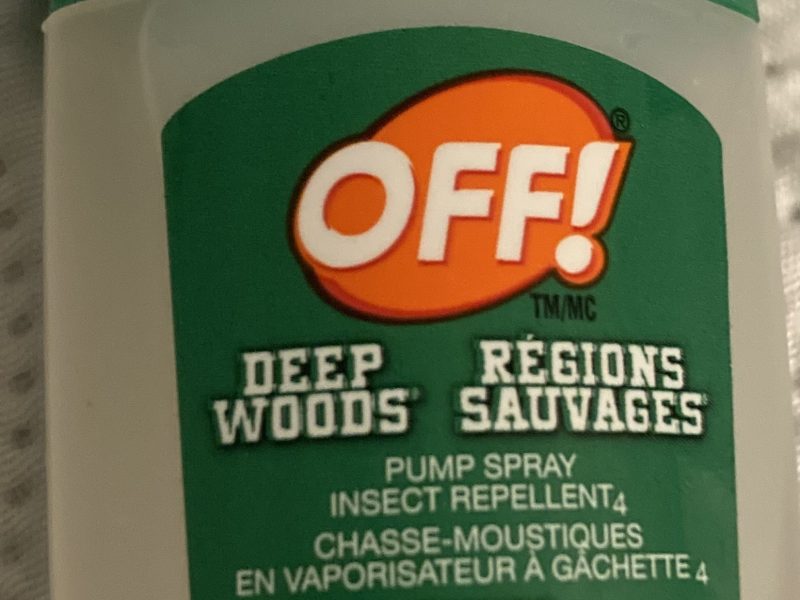 OFF!®
TM/MC
DEEP WOODS®
RÉGIONS SAUVAGES®
PUMP SPRAY
INSECT REPELLENT4
CHASSE-MOUSTIQUES
EN VAPORISATEUR À GÂCHETTE 4